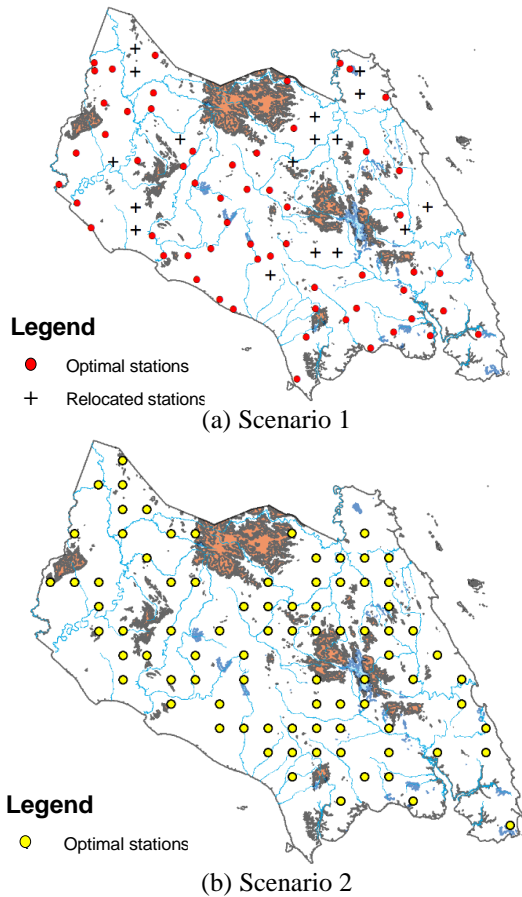 Legend
Optimal stations
Relocated stations
(a) Scenario 1
Legend
Optimal stations
(b) Scenario 2